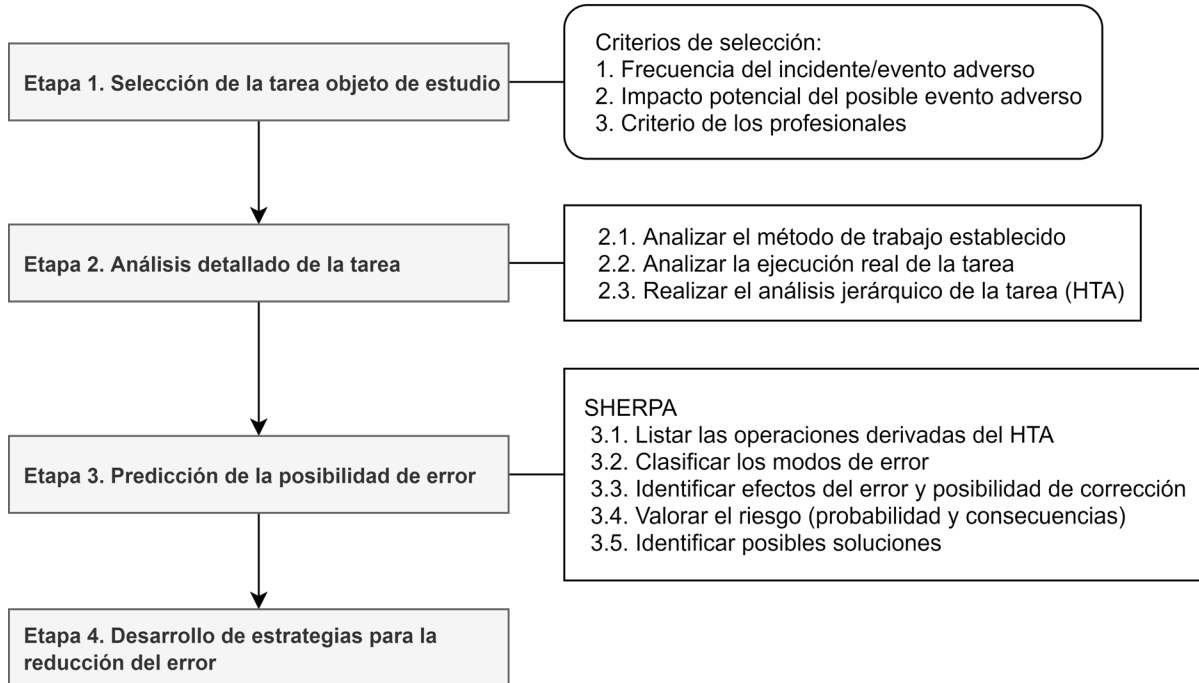 Etapa 1. Selección de la tarea objeto de estudio
Criterios de selección:
1. Frecuencia del incidente/evento adverso
2. Impacto potencial del posible evento adverso
3. Criterio de los profesionales
Etapa 2. Análisis detallado de la tarea
2.1. Analizar el método de trabajo establecido
2.2. Analizar la ejecución real de la tarea
2.3. Realizar el análisis jerárquico de la tarea (HTA)
Etapa 3. Predicción de la posibilidad de error
SHERPA
3.1. Listar las operaciones derivadas del HTA
3.2. Clasificar los modos de error
3.3. Identificar efectos del error y posibilidad de corrección
3.4. Valorar el riesgo (probabilidad y consecuencias)
3.5. Identificar posibles soluciones
Etapa 4. Desarrollo de estrategias para la
reducción del error